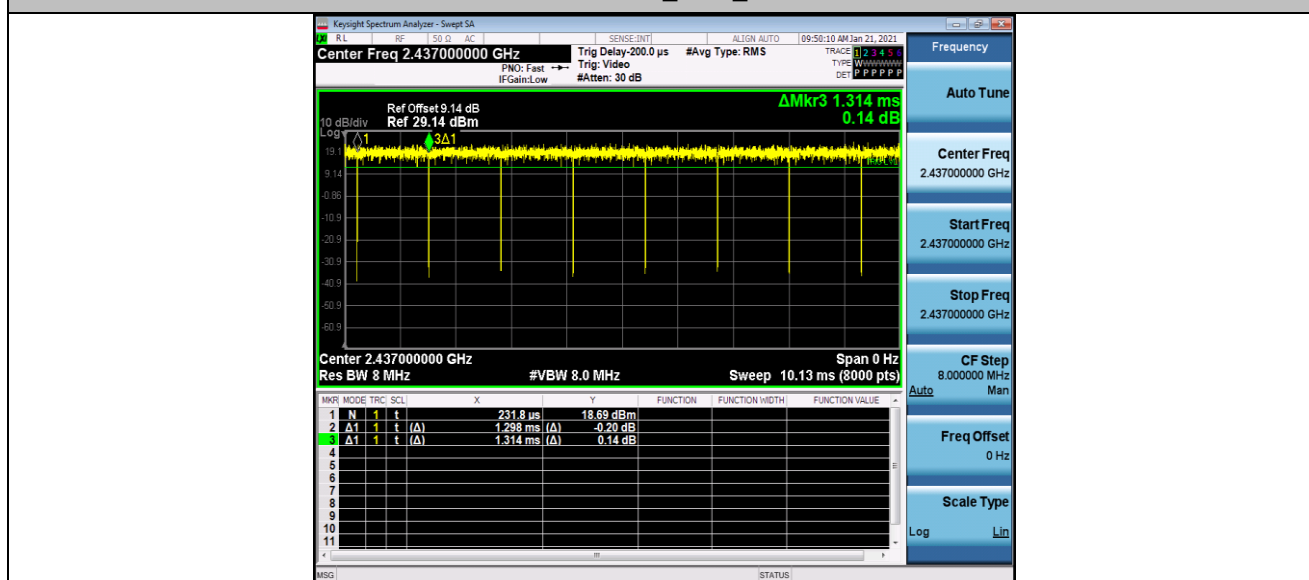 Keysight Spectrum Analyzer - Swept SA
RL RF 50 Ω AC SENSE:INT ALIGN AUTO 09:50:10 AM Jan 21, 2021
Center Freq 2.437000000 GHz
PNO: Fast
IFGain:Low
Trig Delay-200.0 µs
Trig: Video
#Atten: 30 dB
#Avg Type: RMS
TRACE 1 2 3 4 5 6
TYPE WWWWWW
DET P P P P P P
ΔMkr3 1.314 ms
0.14 dB
Ref Offset 9.14 dB
10 dB/div Ref 29.14 dBm
Log
1
3Δ1
19.1
9.14
-0.86
-10.9
-20.9
-30.9
-40.9
-50.9
-60.9
Center 2.437000000 GHz Span 0 Hz
Res BW 8 MHz #VBW 8.0 MHz Sweep 10.13 ms (8000 pts)
MKR MODE TRC SCL X Y FUNCTION FUNCTION WIDTH FUNCTION VALUE
1 N 1 t 231.8 µs 18.69 dBm
2 Δ1 1 t (Δ) 1.298 ms (Δ) -0.20 dB
3 Δ1 1 t (Δ) 1.314 ms (Δ) 0.14 dB
4
5
6
7
8
9
10
11
MSG STATUS
Frequency
Auto Tune
Center Freq
2.437000000 GHz
Start Freq
2.437000000 GHz
Stop Freq
2.437000000 GHz
CF Step
8.000000 MHz
Auto Man
Freq Offset
0 Hz
Scale Type
Log Lin